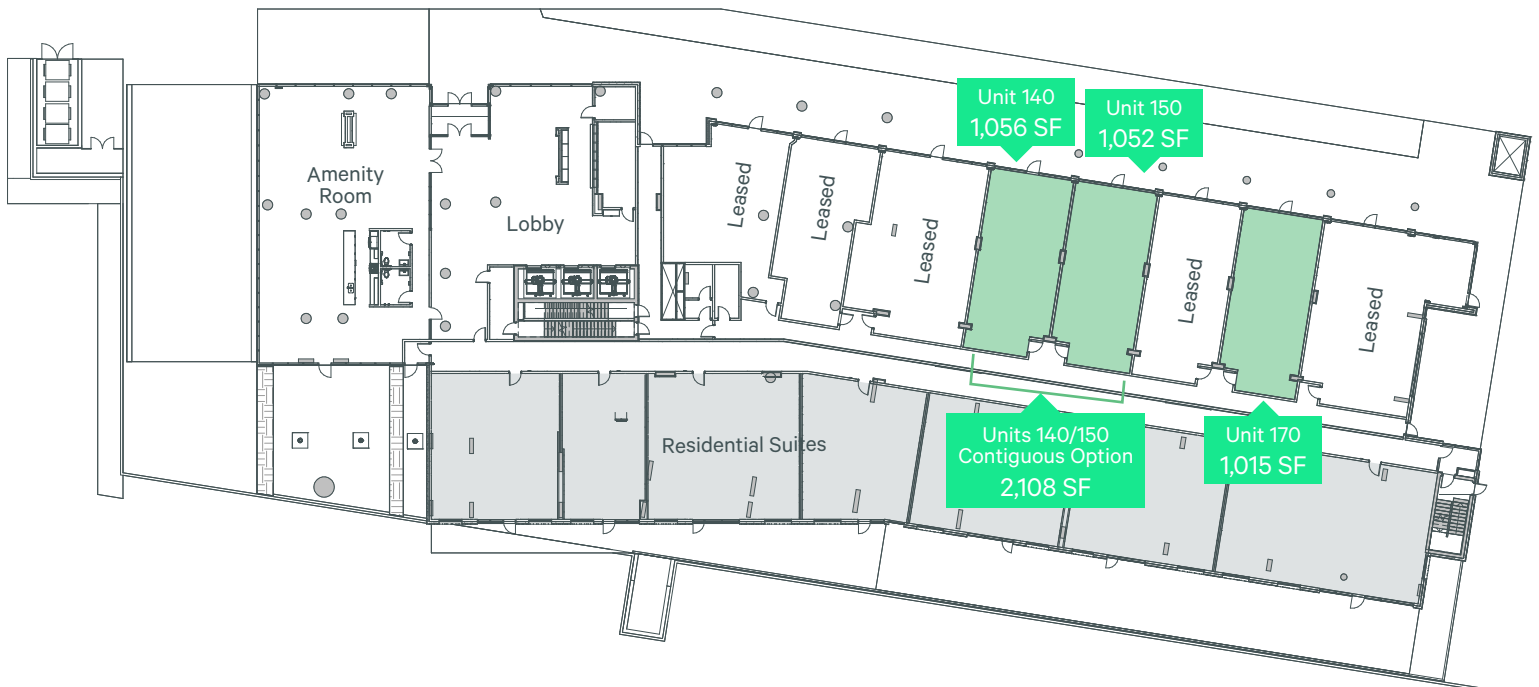 Unit 140
1,056 SF
Unit 150
1,052 SF
Amenity
Room
Lobby
Leased
Leased
Leased
Leased
Leased
Residential Suites
Units 140/150
Contiguous Option
2,108 SF
Unit 170
1,015 SF